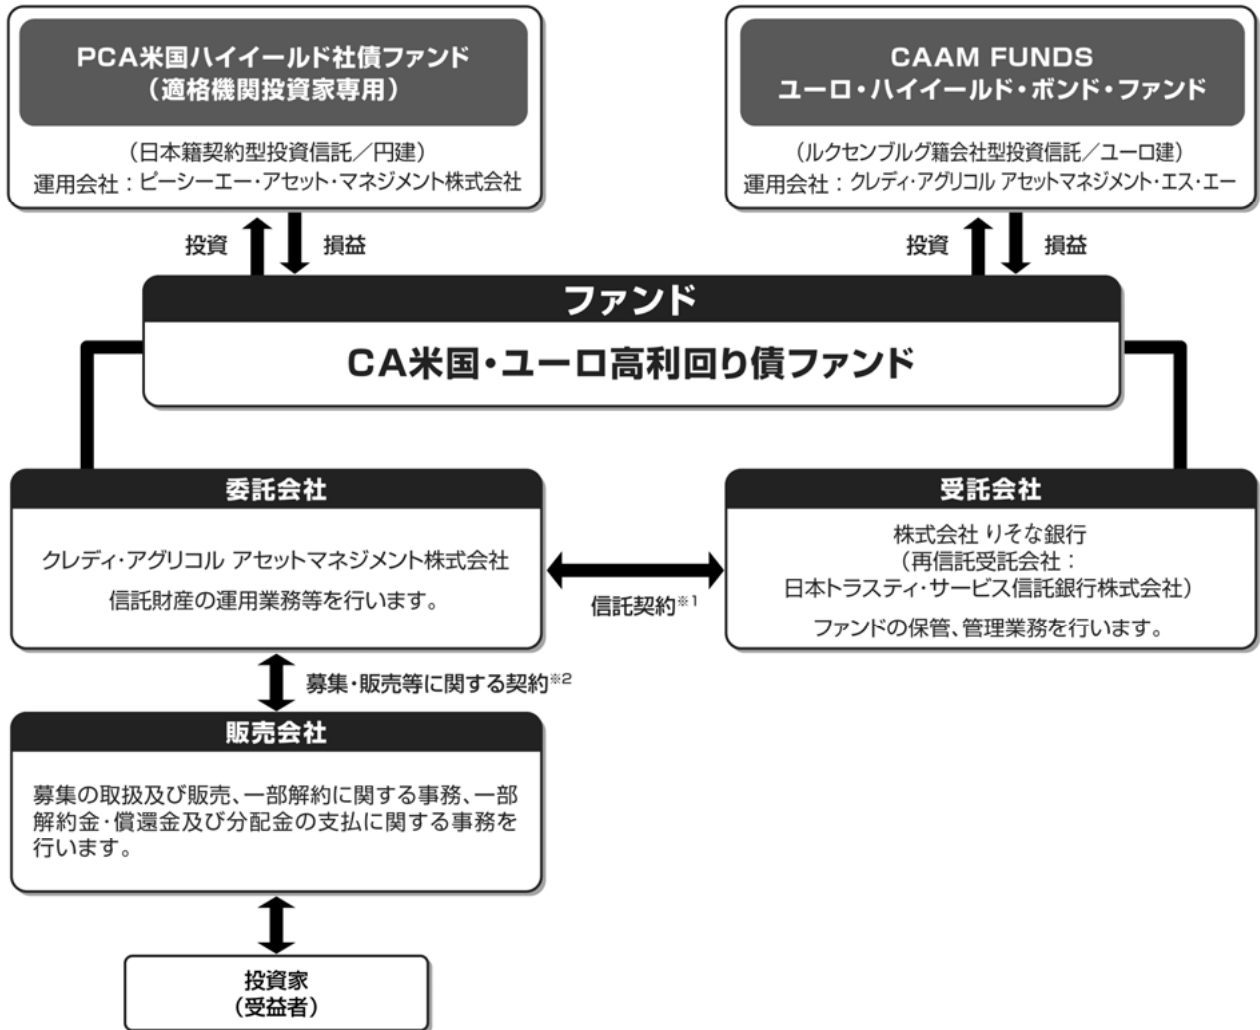 PCA米国ハイイールド社債ファンド
(適格機関投資家専用)
(日本籍契約型投資信託／円建)
運用会社：ピーシーエー・アセット・マネジメント株式会社
CAAM FUNDS
ユーロ・ハイイールド・ボンド・ファンド
(ルクセンブルグ籍会社型投資信託／ユーロ建)
運用会社：クレディ・アグリコル アセットマネジメント・エス・エー
投資
損益
投資
損益
ファンド
CA米国・ユーロ高利回り債ファンド
委託会社
クレディ・アグリコル アセットマネジメント株式会社
信託財産の運用業務等を行います。
信託契約※1
受託会社
株式会社 りそな銀行
(再信託受託会社：
日本トラスティ・サービス信託銀行株式会社)
ファンドの保管、管理業務を行います。
募集・販売等に関する契約※2
販売会社
募集の取扱及び販売、一部解約に関する事務、一部
解約金・償還金及び分配金の支払に関する事務を
行います。
投資家
(受益者)